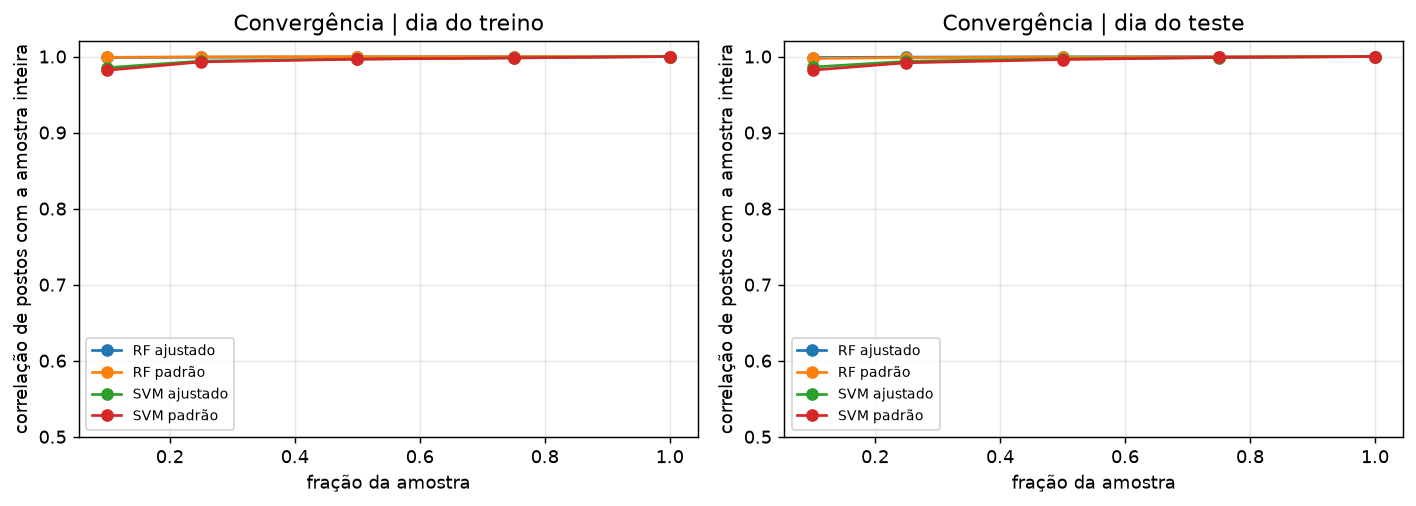 Convergência | dia do treino
correlação de postos com a amostra inteira
1.0
0.9
0.8
0.7
0.6
0.5
RF ajustado
RF padrão
SVM ajustado
SVM padrão
0.2 0.4 0.6 0.8 1.0
fração da amostra
Convergência | dia do teste
correlação de postos com a amostra inteira
1.0
0.9
0.8
0.7
0.6
0.5
RF ajustado
RF padrão
SVM ajustado
SVM padrão
0.2 0.4 0.6 0.8 1.0
fração da amostra